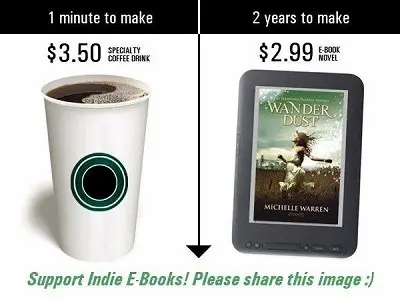 1 minute to make
2 years to make
$3.50 SPECIALTY
COFFEE DRINK
$2.99 E-BOOK
NOVEL
WANDER
DUST
MICHELLE WARREN
Support Indie E-Books! Please share this image :)